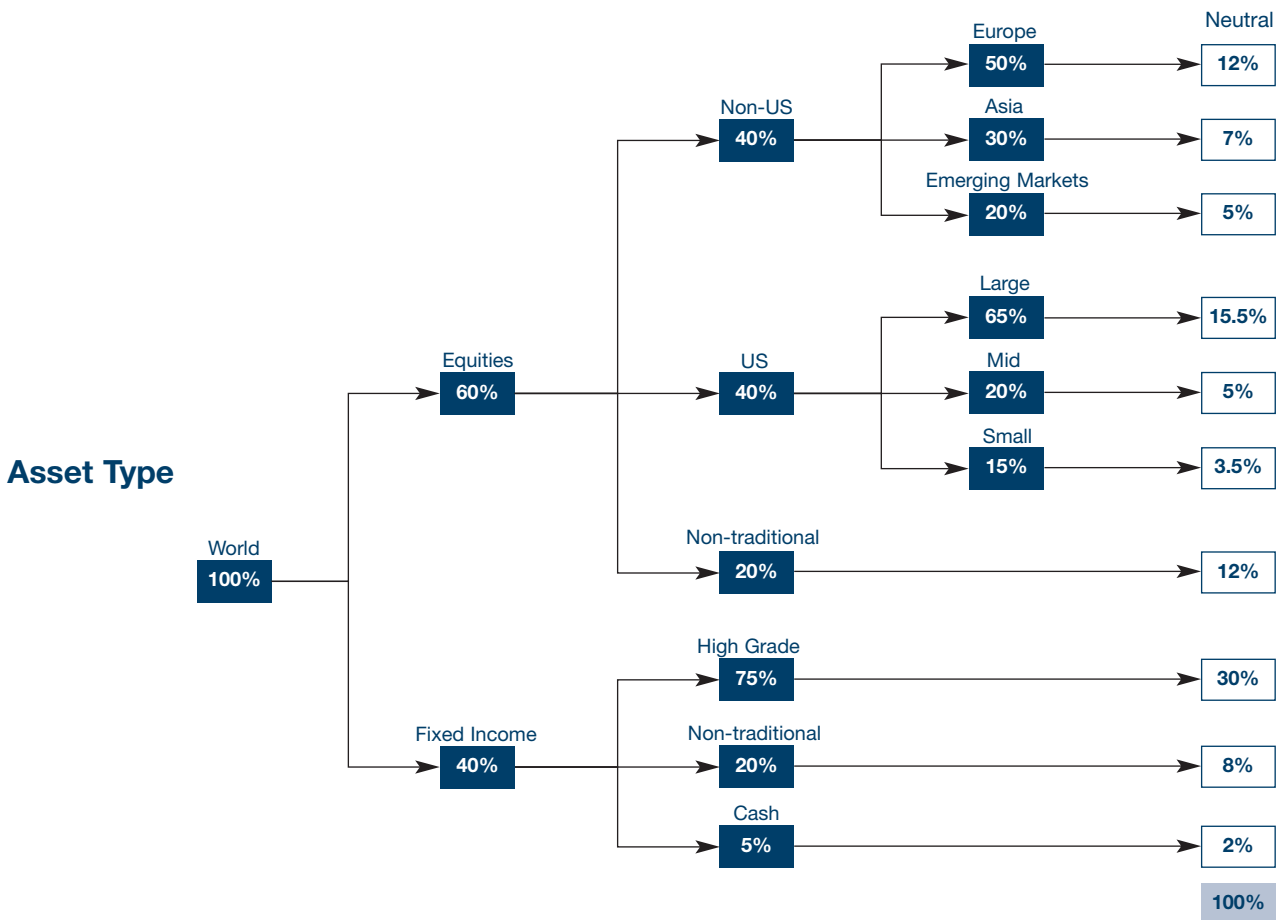 Neutral
Europe
50%
12%
Non-US
40%
Asia
30%
7%
Emerging Markets
20%
5%
Large
65%
15.5%
Equities
60%
US
40%
Mid
20%
5%
Small
15%
3.5%
Asset Type
World
100%
Non-traditional
20%
12%
High Grade
75%
30%
Fixed Income
40%
Non-traditional
20%
8%
Cash
5%
2%
100%